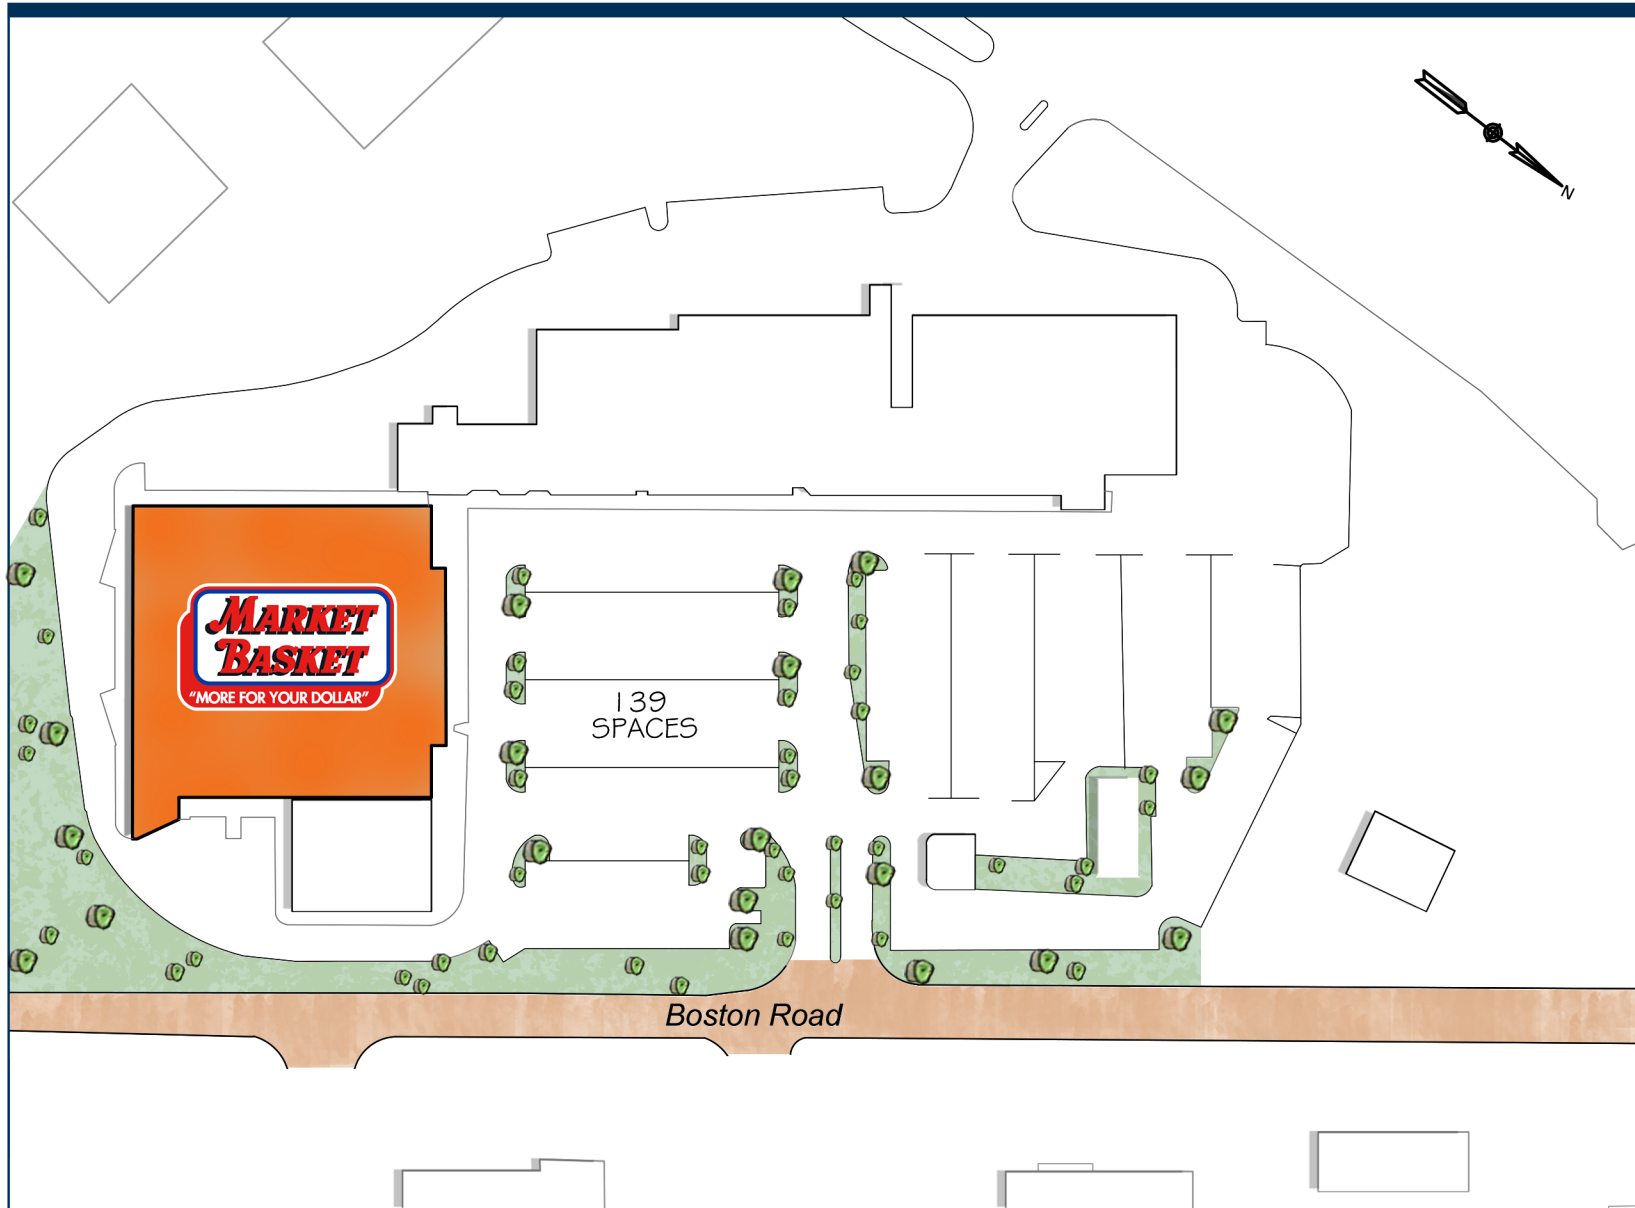 N
MARKET
BASKET
"MORE FOR YOUR DOLLAR"
139
SPACES
Boston Road